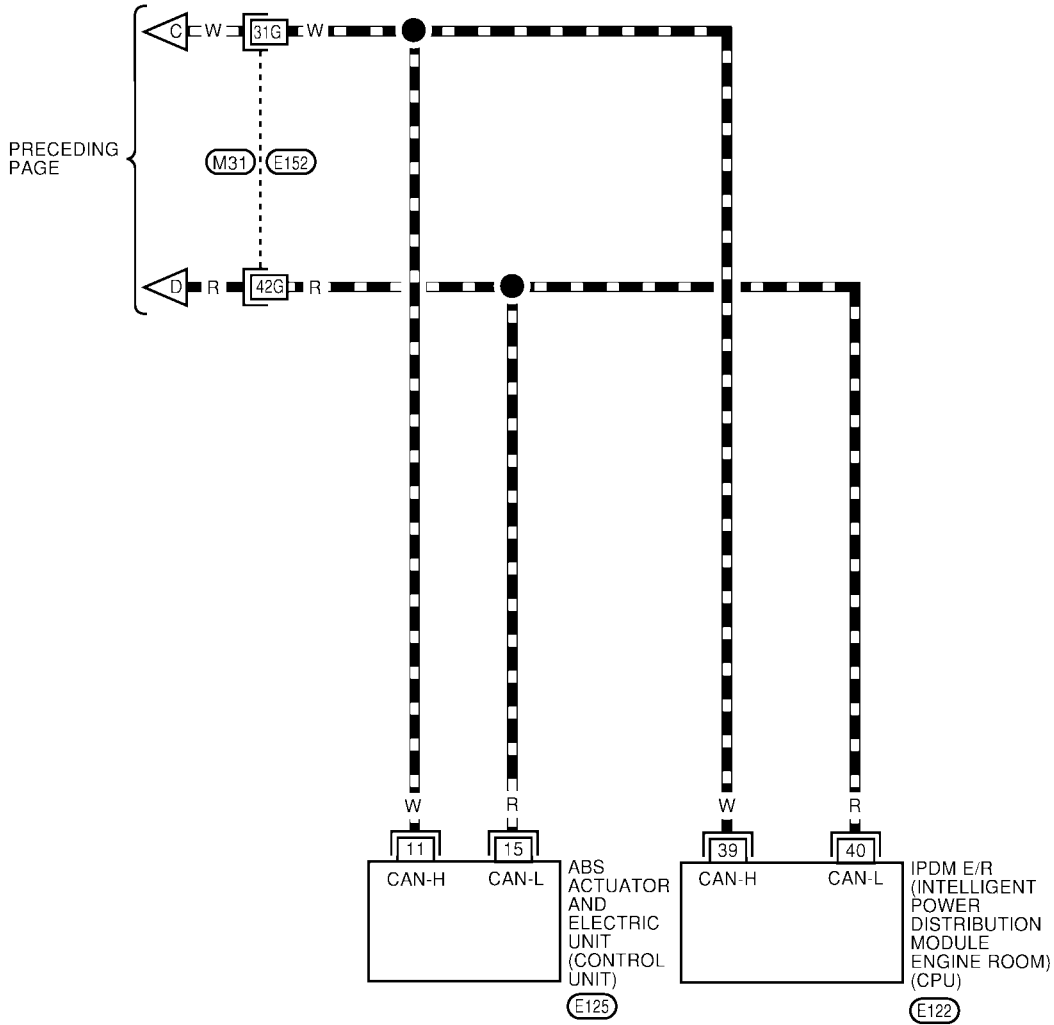 C W 31G W
PRECEDING
PAGE
M31 E152
D R 42G R
W R W R
11 15 39 40
CAN-H CAN-L
ABS
ACTUATOR
AND
ELECTRIC
UNIT
(CONTROL
UNIT)
E125
CAN-H CAN-L
IPDM E/R
(INTELLIGENT
POWER
DISTRIBUTION
MODULE
ENGINE ROOM)
(CPU)
E122